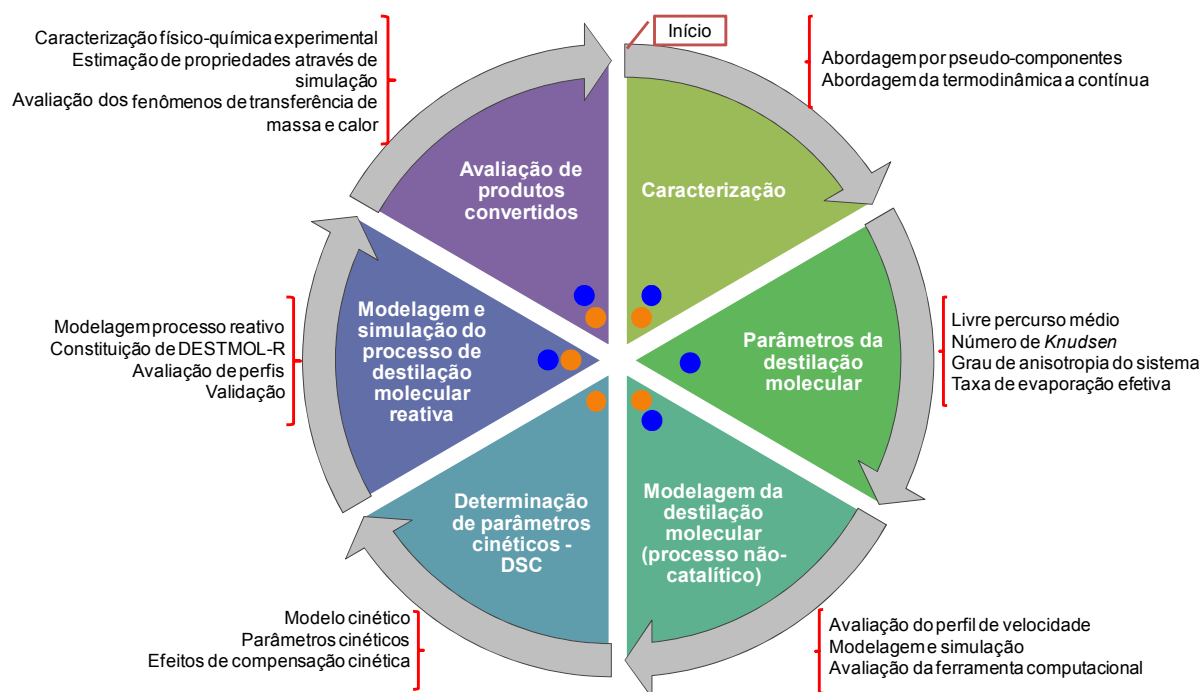 Início
Abordagem por pseudo-componentes
Abordagem da termodinâmica a contínua
Caracterização
Livre percurso médio
Número de Knudsen
Grau de anisotropia do sistema
Taxa de evaporação efetiva
Parâmetros da
destilação
molecular
Avaliação do perfil de velocidade
Modelagem e simulação
Avaliação da ferramenta computacional
Modelagem da
destilação
molecular
(processo não-
catalítico)
Modelo cinético
Parâmetros cinéticos
Efeitos de compensação cinética
Determinação
de parâmetros
cinéticos -
DSC
Modelagem processo reativo
Constituição de DESTMOL-R
Avaliação de perfis
Validação
Modelagem e
simulação do
processo de
destilação
molecular
reativa
Caracterização físico-química experimental
Estimação de propriedades através de
simulação
Avaliação dos fenômenos de transferência de
massa e calor
Avaliação de
produtos
convertidos